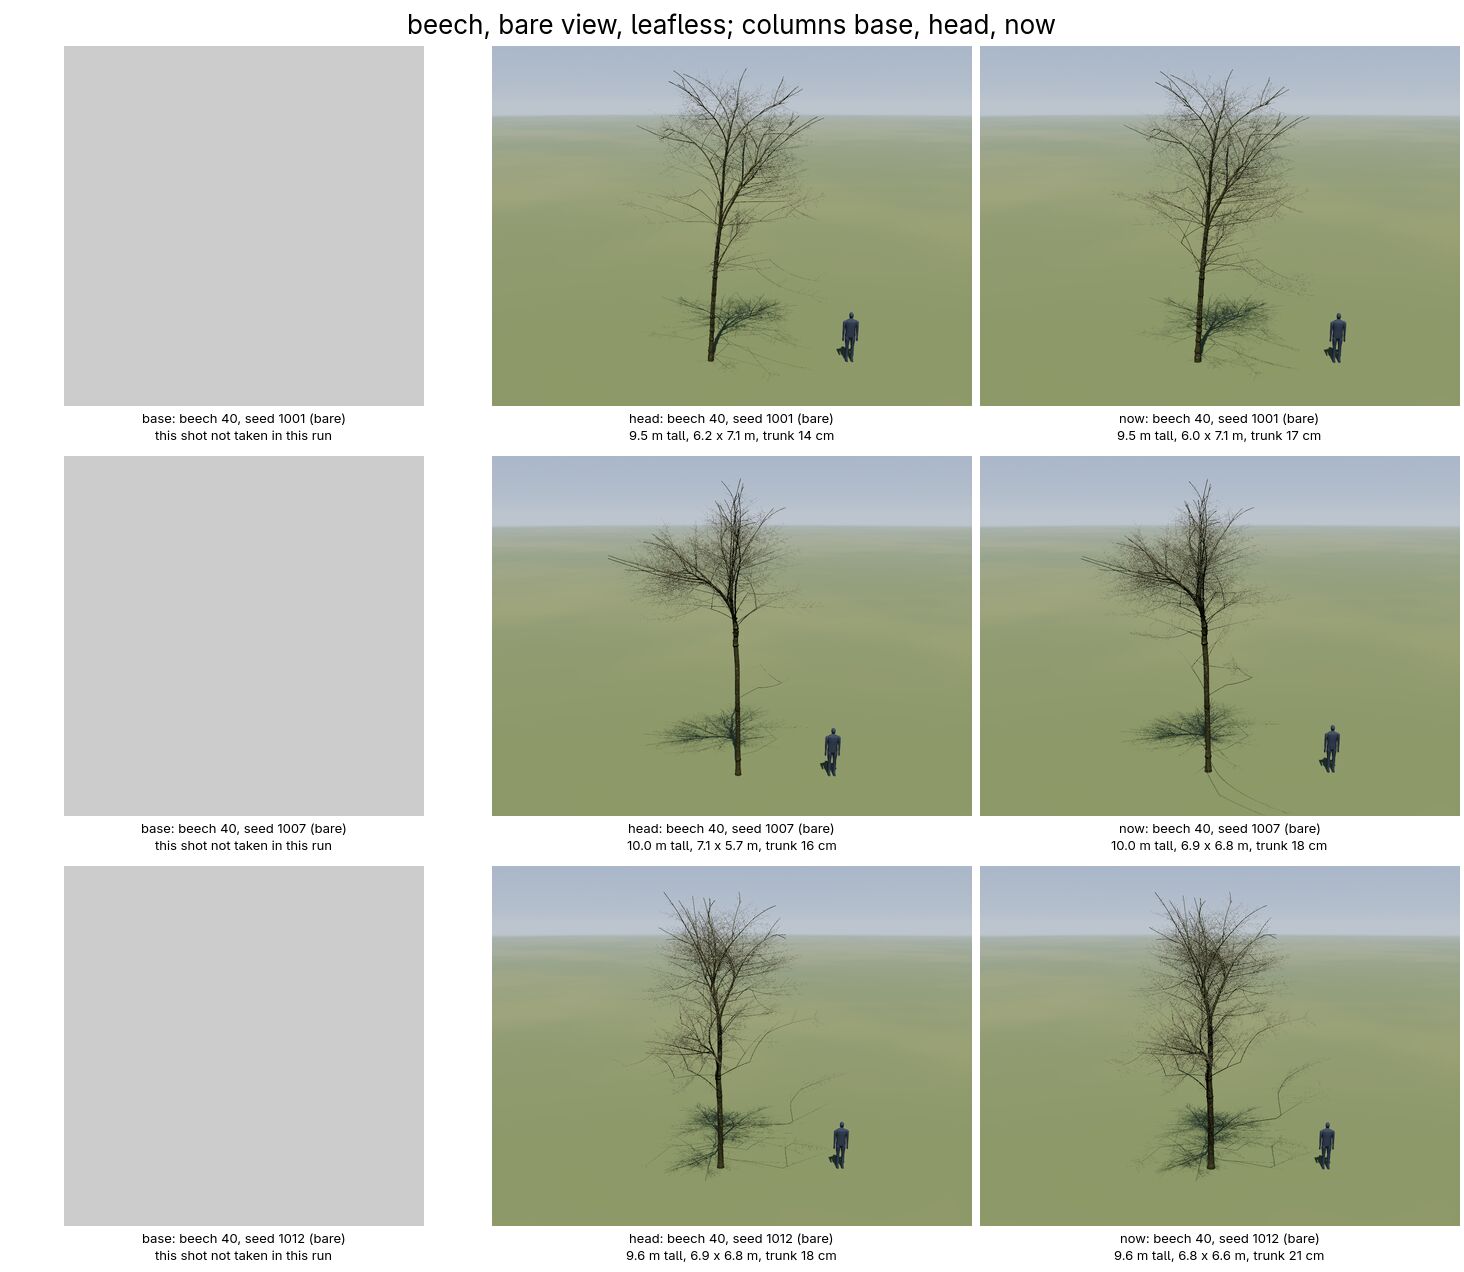 beech, bare view, leafless; columns base, head, now
base: beech 40, seed 1001 (bare)
this shot not taken in this run
head: beech 40, seed 1001 (bare)
9.5 m tall, 6.2 x 7.1 m, trunk 14 cm
now: beech 40, seed 1001 (bare)
9.5 m tall, 6.0 x 7.1 m, trunk 17 cm
base: beech 40, seed 1007 (bare)
this shot not taken in this run
head: beech 40, seed 1007 (bare)
10.0 m tall, 7.1 x 5.7 m, trunk 16 cm
now: beech 40, seed 1007 (bare)
10.0 m tall, 6.9 x 6.8 m, trunk 18 cm
base: beech 40, seed 1012 (bare)
this shot not taken in this run
head: beech 40, seed 1012 (bare)
9.6 m tall, 6.9 x 6.8 m, trunk 18 cm
now: beech 40, seed 1012 (bare)
9.6 m tall, 6.8 x 6.6 m, trunk 21 cm